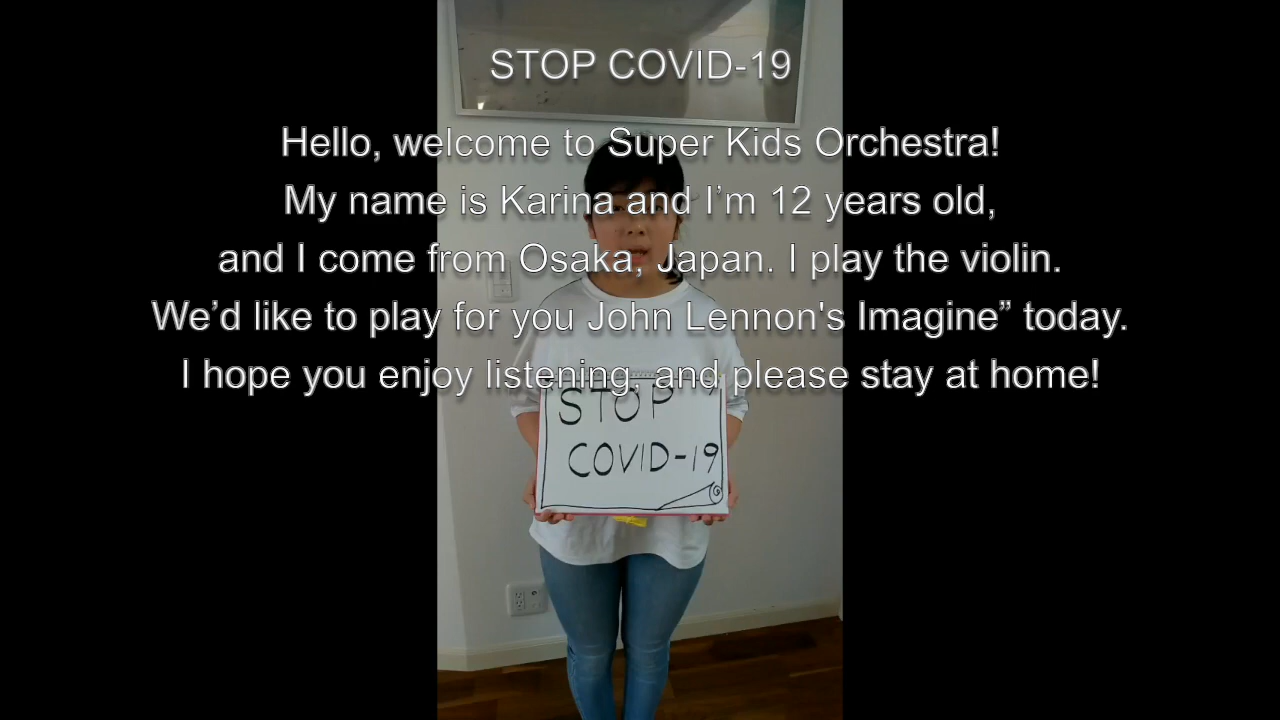 STOP COVID-19
Hello, welcome to Super Kids Orchestra!
My name is Karina and I’m 12 years old,
and I come from Osaka, Japan. I play the violin.
We’d like to play for you John Lennon's Imagine” today.
I hope you enjoy listening, and please stay at home!
STOP
COVID-19